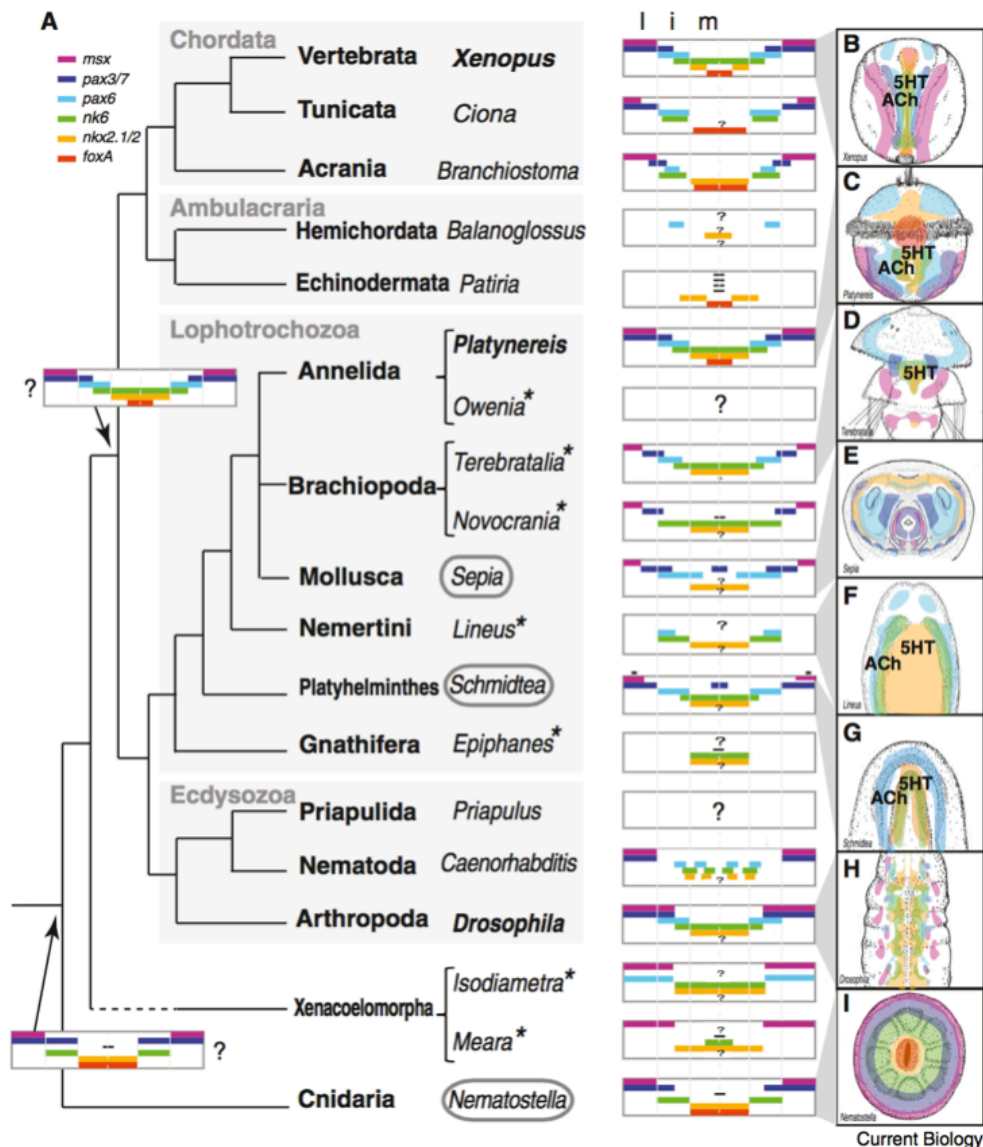 A
l i m
msx
pax3/7
pax6
nk6
nkx2.1/2
foxA
Chordata
Vertebrata Xenopus
Tunicata Ciona
?
Acrania Branchiostoma
Ambulacraria
Hemichordata Balanoglossus
?
?
Echinodermata Patiria
Lophotrochozoa
?
Annelida
Platynereis
Owenia*
?
Brachiopoda
Terebratalia*
?
Novocrania*
--
?
Mollusca Sepia
?
?
Nemertini Lineus*
?
?
Platyhelminthes Schmidtea
* *
?
Gnathifera Epiphanes*
?
?
Ecdysozoa
Priapulida Priapulus
?
Nematoda Caenorhabditis
?
Arthropoda Drosophila
?
Xenacoelomorpha
Isodiametra*
?
?
Meara*
?
?
-- ?
Cnidaria Nematostella
B
5HT
ACh
Xenopus
C
5HT
ACh
Platynereis
D
5HT
Terebratalia
E
Sepia
F
5HT
ACh
Lineus
G
5HT
ACh
Schmidtea
H
Drosophila
I
Nematostella
Current Biology